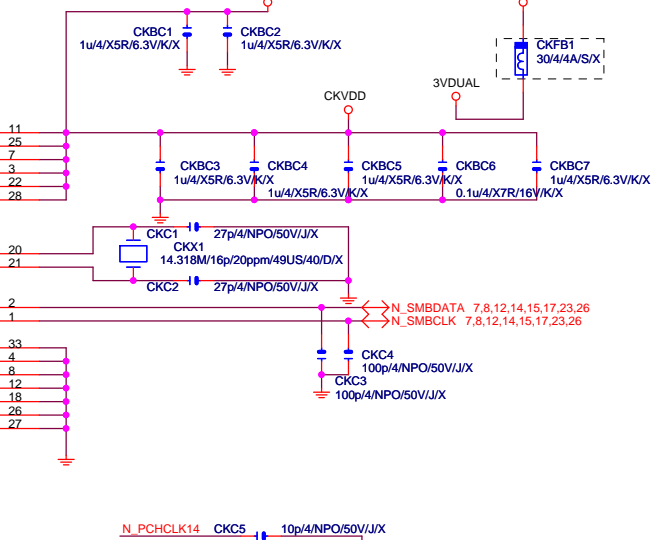 CKBC1
1u/4/X5R/6.3V/K/X
CKBC2
1u/4/X5R/6.3V/K/X
CKFB1
30/4/4A/S/X
3VDUAL
CKVDD
11
25
7
3
22
28
CKBC3
1u/4/X5R/6.3V/K/X
CKBC4
1u/4/X5R/6.3V/K/X
CKBC5
1u/4/X5R/6.3V/K/X
CKBC6
0.1u/4/X7R/16V/K/X
CKBC7
1u/4/X5R/6.3V/K/X
CKC1
27p/4/NPO/50V/J/X
20
CKX1
14.318M/16p/20ppm/49US/40/D/X
21
CKC2
27p/4/NPO/50V/J/X
2
N_SMBDATA 7,8,12,14,15,17,23,26
1
N_SMBCLK 7,8,12,14,15,17,23,26
33
4
8
12
18
26
27
CKC4
100p/4/NPO/50V/J/X
CKC3
100p/4/NPO/50V/J/X
N_PCHCLK14
CKC5
10p/4/NPO/50V/J/X